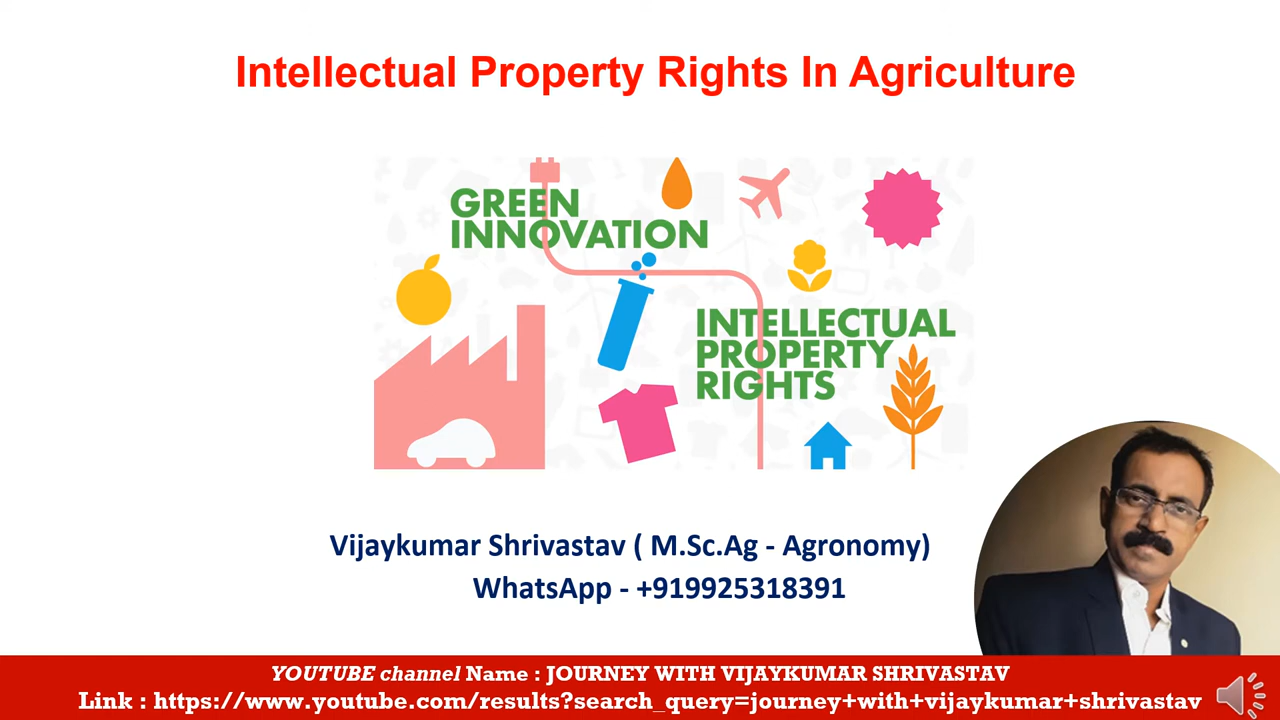 Intellectual Property Rights In Agriculture
GREEN
INNOVATION
INTELLECTUAL
PROPERTY
RIGHTS
Vijaykumar Shrivastav ( M.Sc.Ag - Agronomy)
WhatsApp - +919925318391
YOUTUBE channel Name : JOURNEY WITH VIJAYKUMAR SHRIVASTAV
Link : https://www.youtube.com/results?search_query=journey+with+vijaykumar+shrivastav